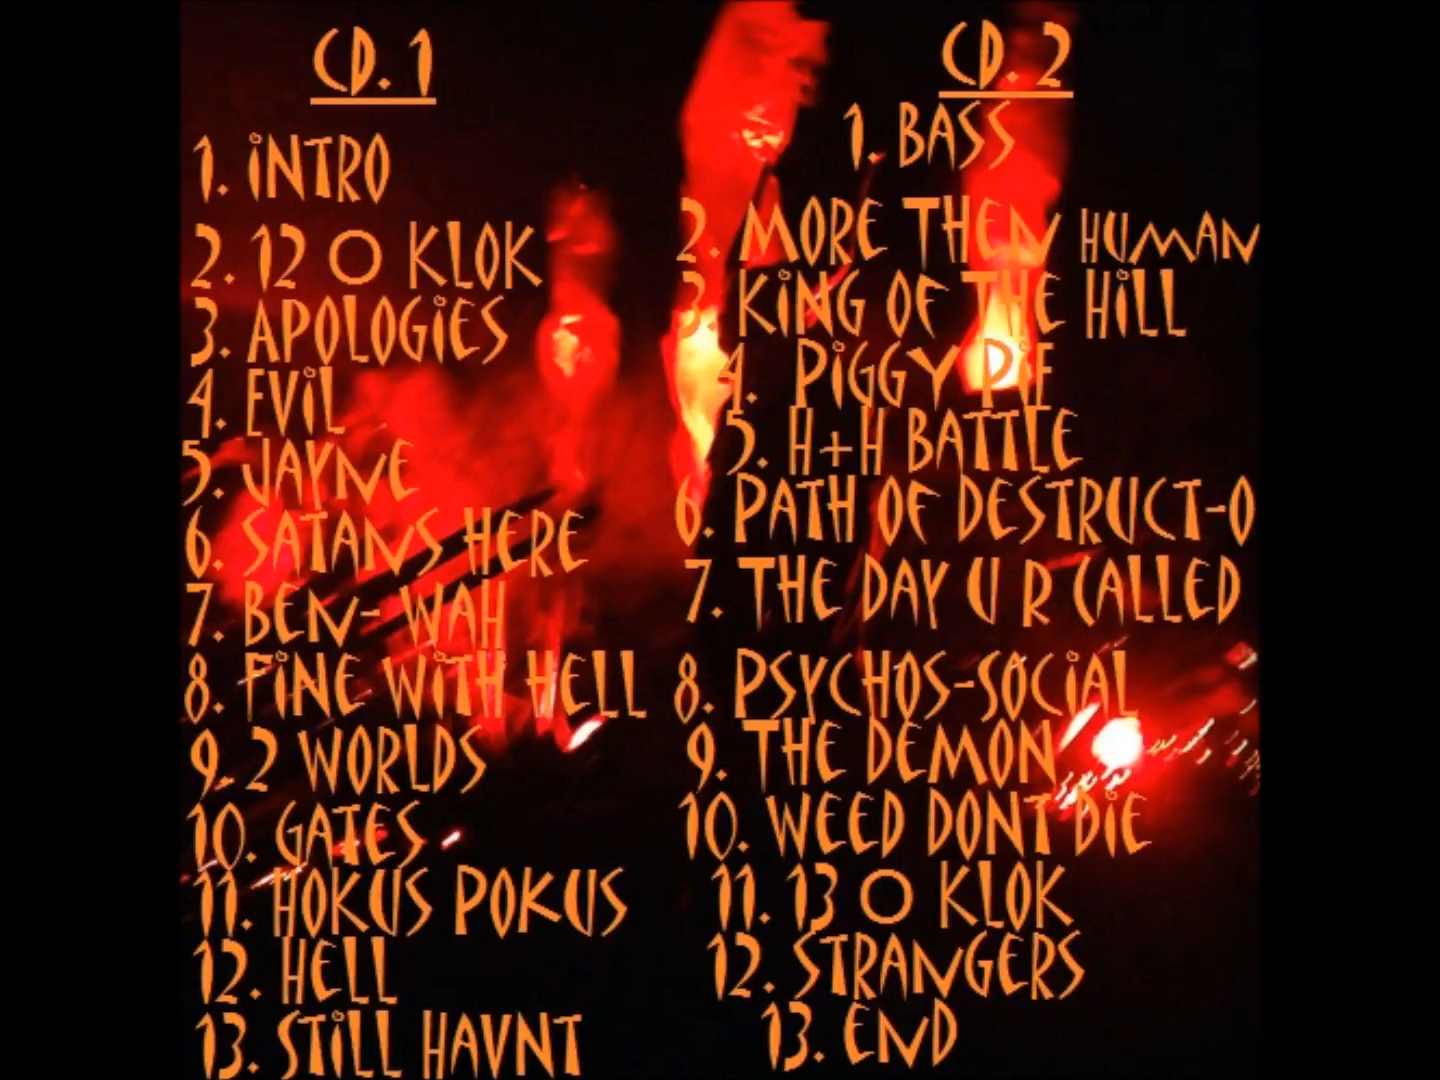 CD. 1
1. INTRO
2. 12 O KLOK
3. APOLOGIES
4. EVIL
5. JAYNE
6. SATANS HERE
7. BEN- WAH
8. FINE WITH HELL
9. 2 WORLDS
10. GATES
11. HOKUS POKUS
12. HELL
13. STILL HAVNT
CD. 2
1. BASS
2. MORE THEN HUMAN
3. KING OF THE HILL
4. PIGGY PIE
5. H+H BATTLE
6. PATH OF DESTRUCT-O
7. THE DAY U R CALLED
8. PSYCHOS-SOCIAL
9. THE DEMON
10. WEED DONT DIE
11. 13 O KLOK
12. STRANGERS
13. END